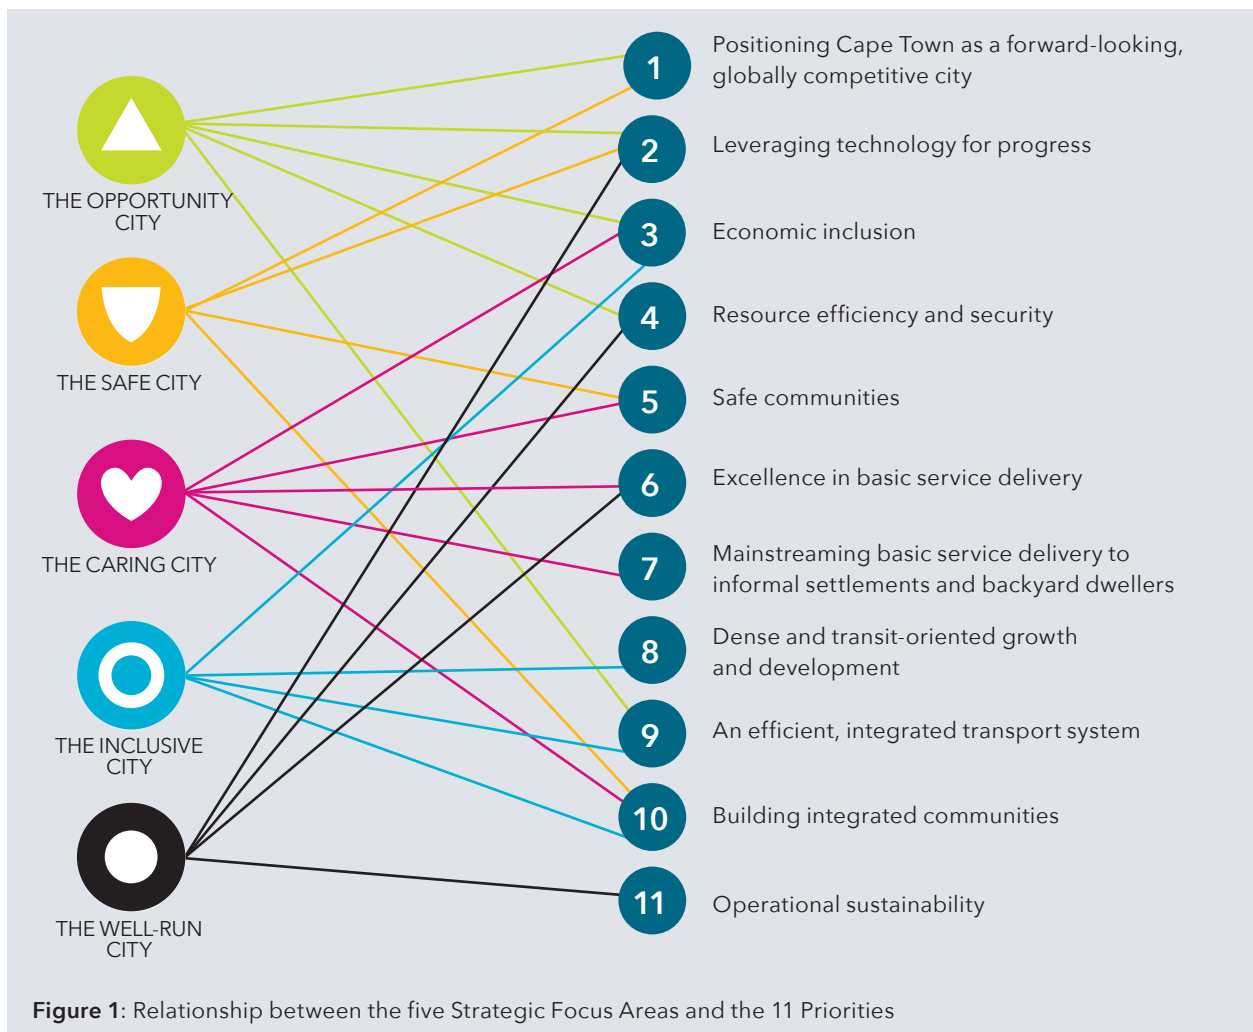 THE OPPORTUNITY
CITY
THE SAFE CITY
THE CARING CITY
THE INCLUSIVE
CITY
THE WELL-RUN
CITY
1
Positioning Cape Town as a forward-looking,
globally competitive city
2
Leveraging technology for progress
3
Economic inclusion
4
Resource efficiency and security
5
Safe communities
6
Excellence in basic service delivery
7
Mainstreaming basic service delivery to
informal settlements and backyard dwellers
8
Dense and transit-oriented growth
and development
9
An efficient, integrated transport system
10
Building integrated communities
11
Operational sustainability
Figure 1: Relationship between the five Strategic Focus Areas and the 11 Priorities